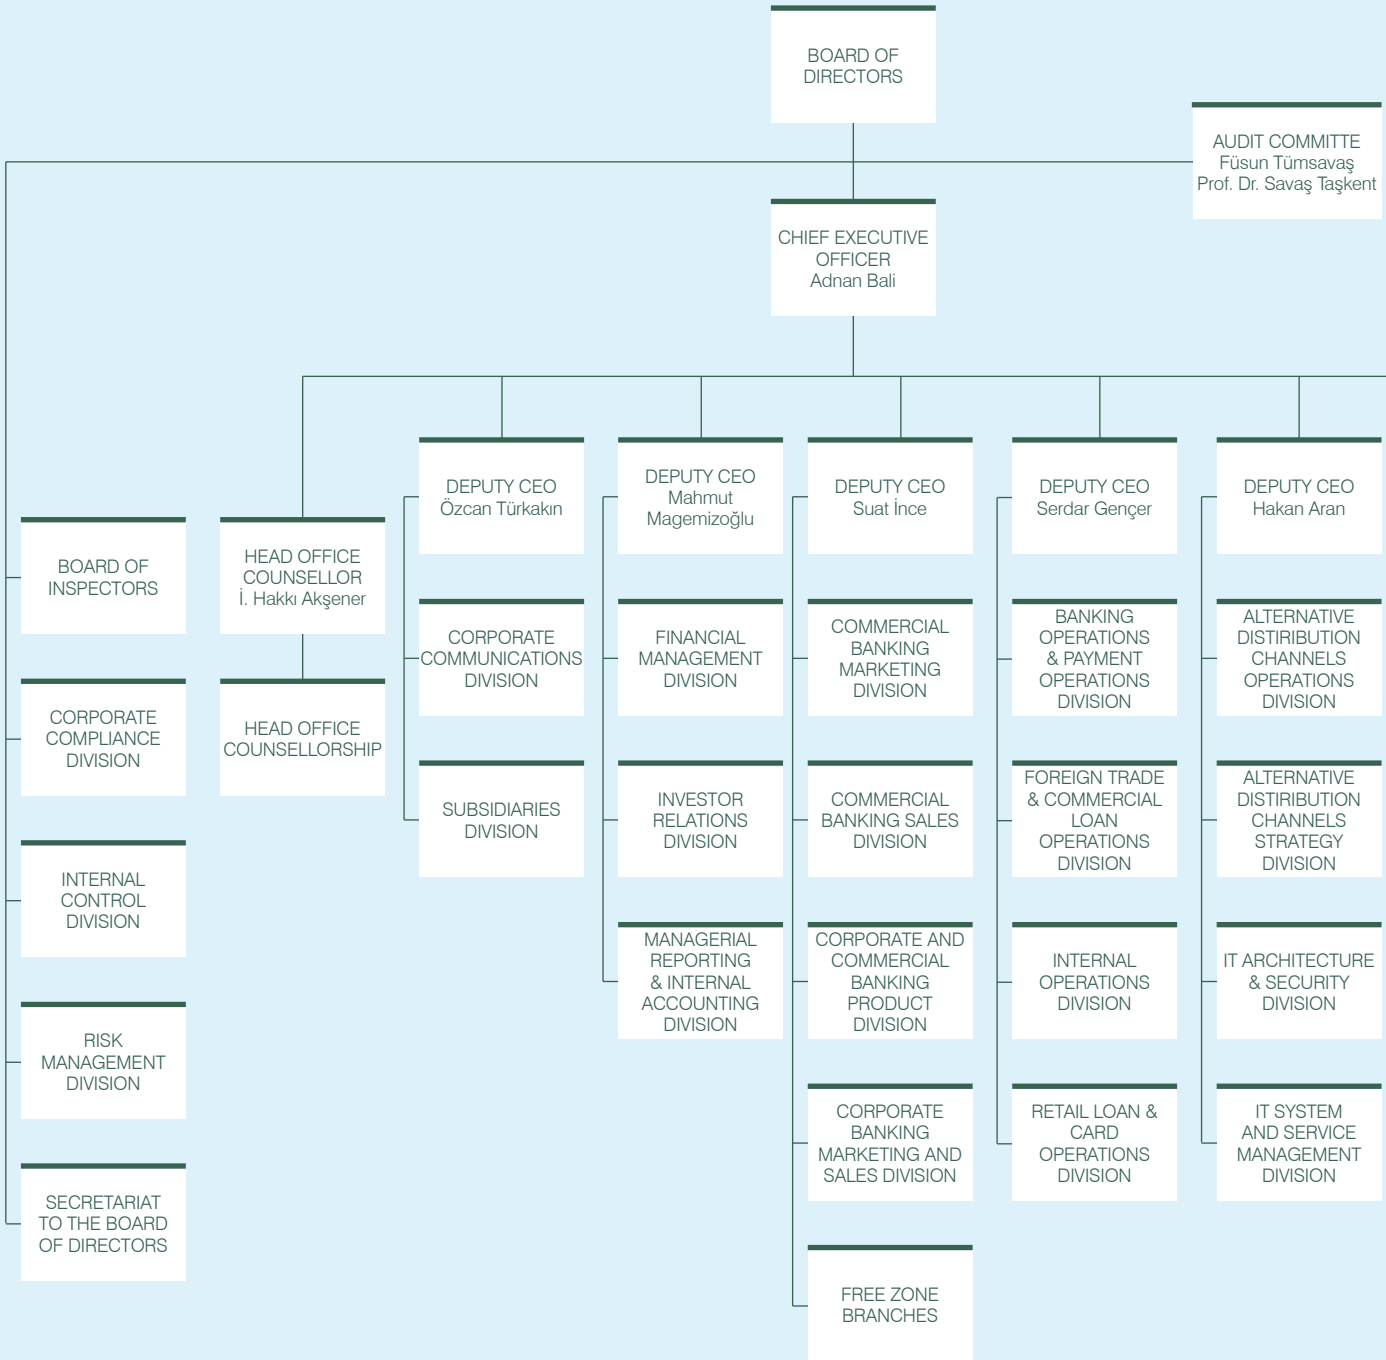 BOARD OF
DIRECTORS
AUDIT COMMITTE
Füsun Tümsavaş
Prof. Dr. Savaş Taşkent
CHIEF EXECUTIVE
OFFICER
Adnan Bali
BOARD OF
INSPECTORS
CORPORATE
COMPLIANCE
DIVISION
INTERNAL
CONTROL
DIVISION
RISK
MANAGEMENT
DIVISION
SECRETARIAT
TO THE BOARD
OF DIRECTORS
HEAD OFFICE
COUNSELLOR
İ. Hakkı Akşener
HEAD OFFICE
COUNSELLORSHIP
DEPUTY CEO
Özcan Türkakın
CORPORATE
COMMUNICATIONS
DIVISION
SUBSIDIARIES
DIVISION
DEPUTY CEO
Mahmut
Magemizoğlu
FINANCIAL
MANAGEMENT
DIVISION
INVESTOR
RELATIONS
DIVISION
MANAGERIAL
REPORTING
& INTERNAL
ACCOUNTING
DIVISION
DEPUTY CEO
Suat İnce
COMMERCIAL
BANKING
MARKETING
DIVISION
COMMERCIAL
BANKING SALES
DIVISION
CORPORATE AND
COMMERCIAL
BANKING
PRODUCT
DIVISION
CORPORATE
BANKING
MARKETING AND
SALES DIVISION
FREE ZONE
BRANCHES
DEPUTY CEO
Serdar Gençer
BANKING
OPERATIONS
& PAYMENT
OPERATIONS
DIVISION
FOREIGN TRADE
& COMMERCIAL
LOAN
OPERATIONS
DIVISION
INTERNAL
OPERATIONS
DIVISION
RETAIL LOAN &
CARD
OPERATIONS
DIVISION
DEPUTY CEO
Hakan Aran
ALTERNATIVE
DISTIRIBUTION
CHANNELS
OPERATIONS
DIVISION
ALTERNATIVE
DISTIRIBUTION
CHANNELS
STRATEGY
DIVISION
IT ARCHITECTURE
& SECURITY
DIVISION
IT SYSTEM
AND SERVICE
MANAGEMENT
DIVISION